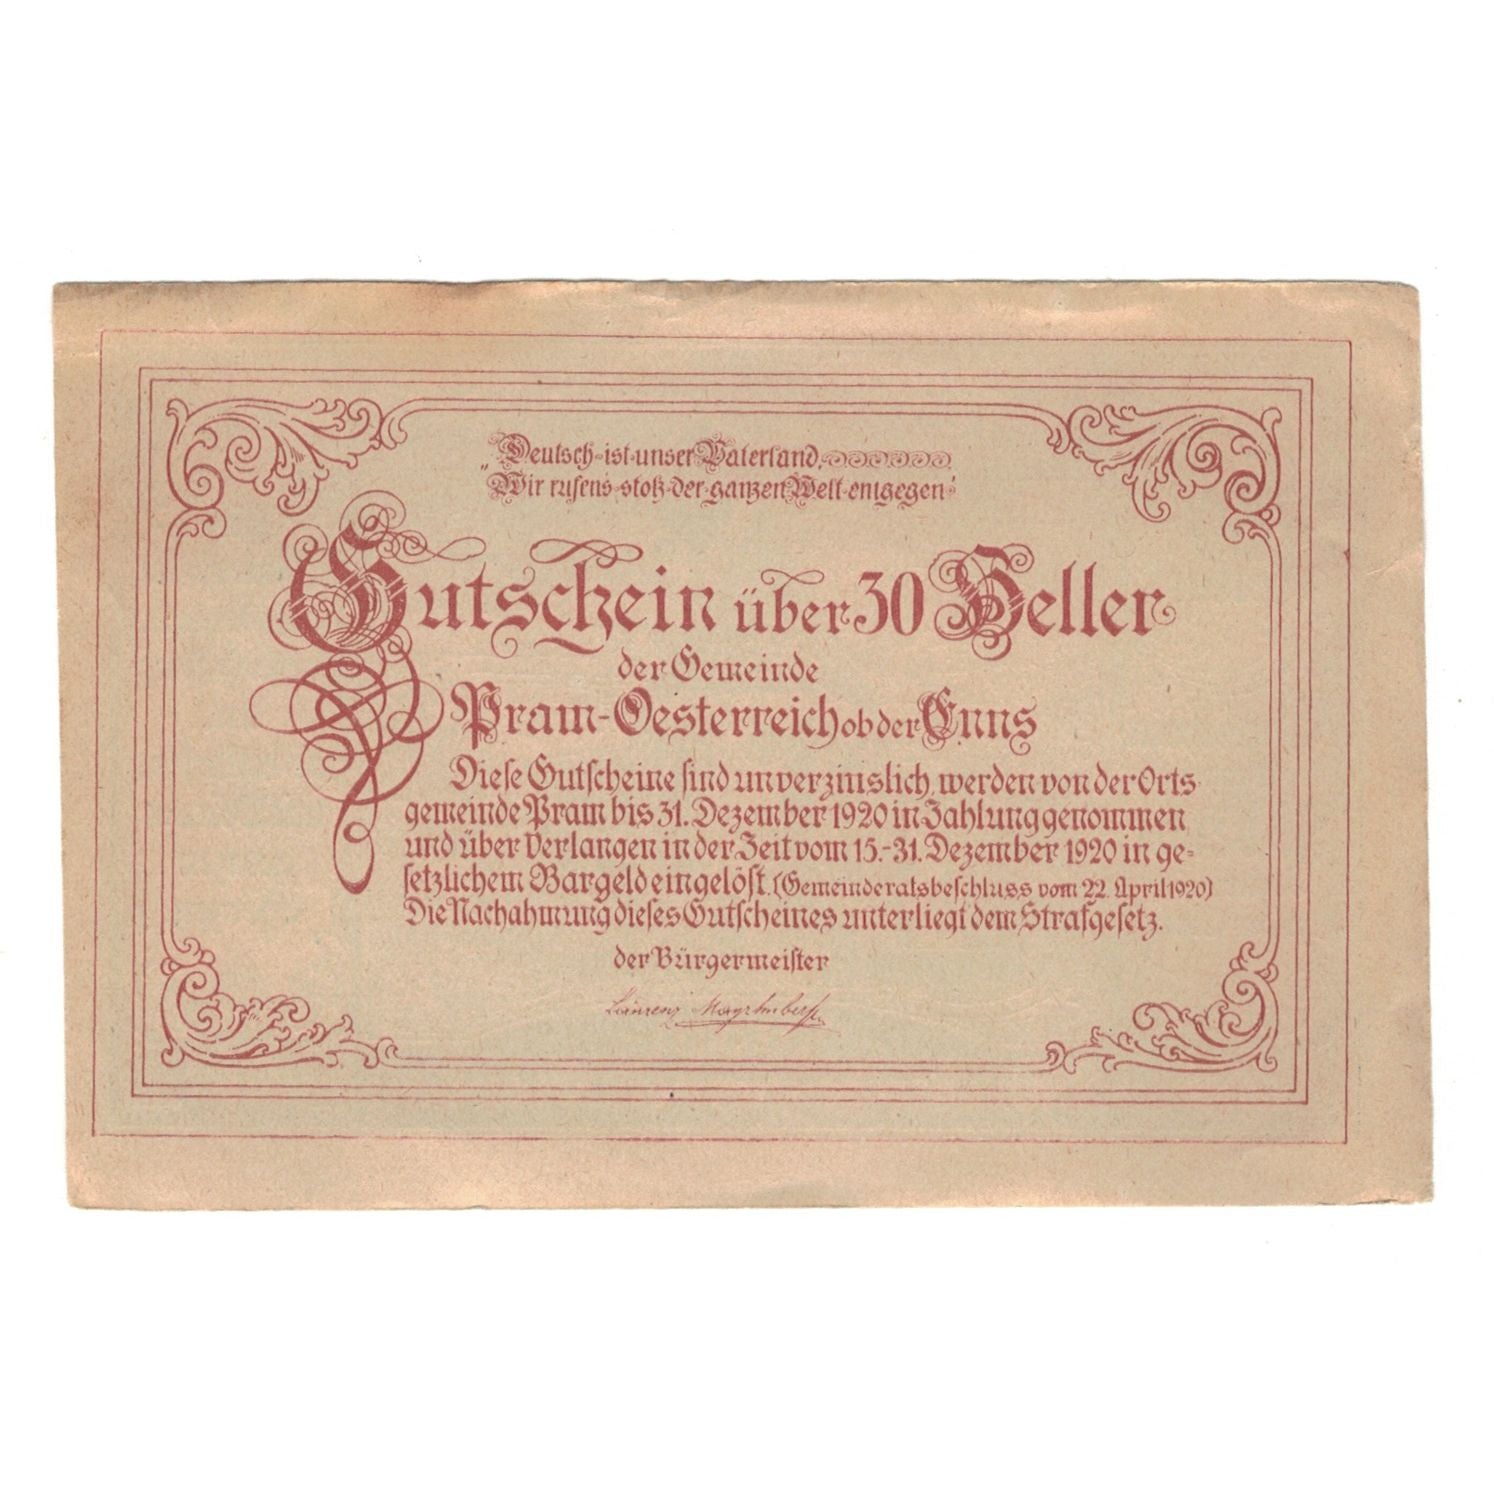 Deutsch-ist-unser Vaterland,
„Wir rufens-stolz-der-ganzen Welt-entgegen“
Gutschein über 30 Heller
der Gemeinde
Pram-Oesterreich ob der Enns
Diese Gutscheine sind unverzinslich, werden von der Orts-
gemeinde Pram bis 31. Dezember 1920 in Zahlung genommen
und über Verlangen in der Zeit vom 15.-31. Dezember 1920 in ge-
setzlichem Bargeld eingelöst. (Gemeinderatsbeschluss vom 22. April 1920)
Die Nachahmung dieses Gutscheines unterliegt dem Strafgesetz.
der Bürgermeister